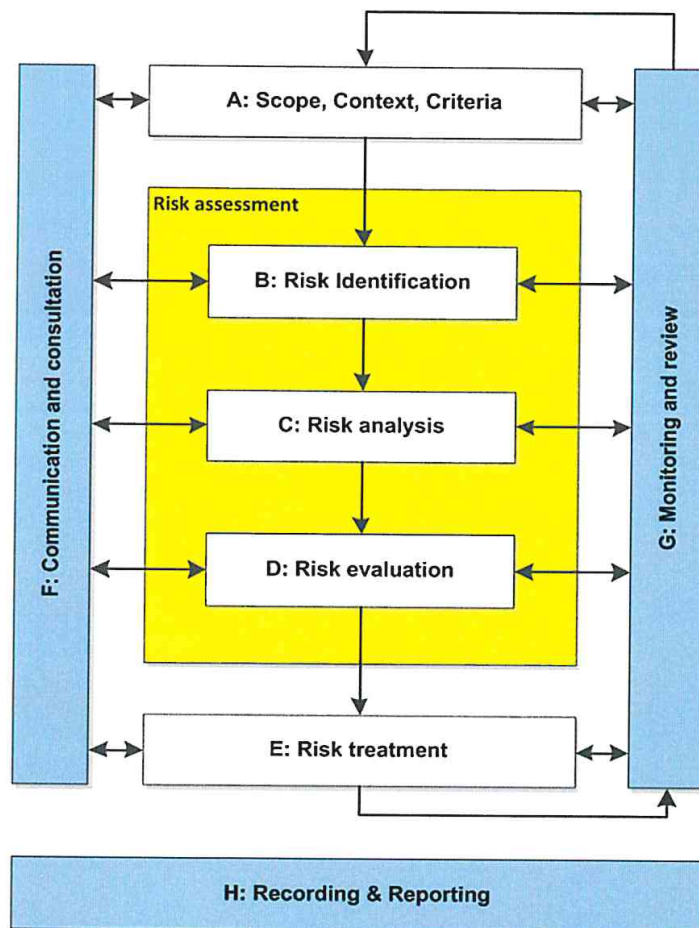 A: Scope, Context, Criteria
Risk assessment
B: Risk Identification
C: Risk analysis
D: Risk evaluation
E: Risk treatment
F: Communication and consultation
G: Monitoring and review
H: Recording & Reporting